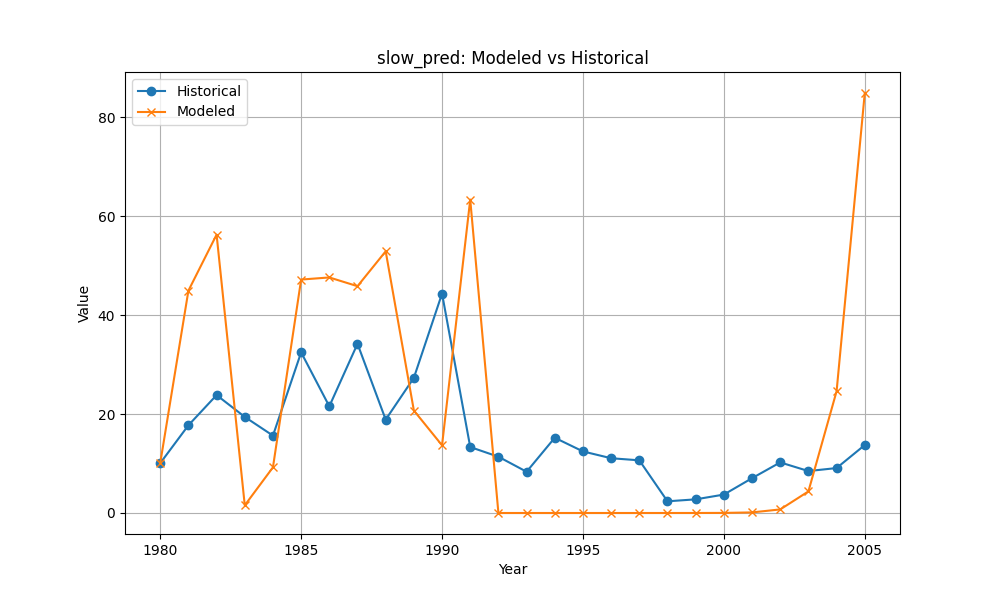 slow_pred: Modeled vs Historical
Historical
Modeled
80
60
40
20
0
Value
1980
1985
1990
1995
2000
2005
Year